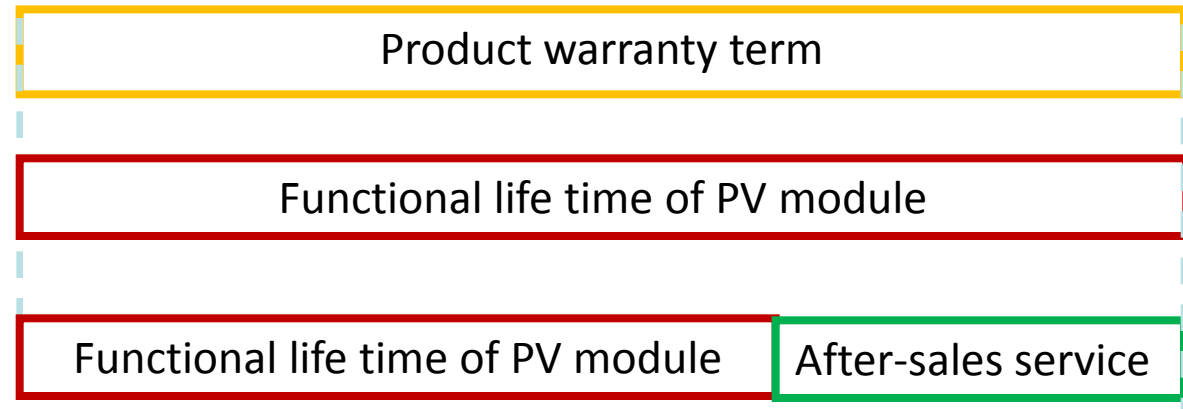 Product warranty term
Functional life time of PV module
Functional life time of PV module
After-sales service